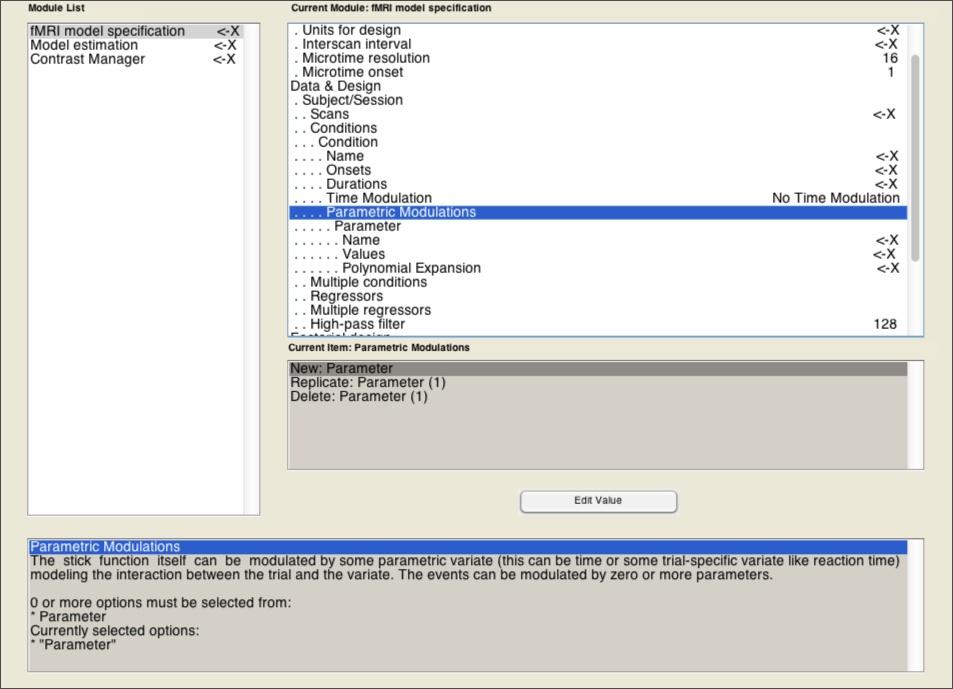 Module List
fMRI model specification <-X
Model estimation <-X
Contrast Manager <-X
Current Module: fMRI model specification
. Units for design <-X
. Interscan interval <-X
. Microtime resolution 16
. Microtime onset 1
Data & Design
. Subject/Session
. . Scans <-X
. . Conditions
. . . Condition
. . . . Name <-X
. . . . Onsets <-X
. . . . Durations <-X
. . . . Time Modulation No Time Modulation
. . . . Parametric Modulations
. . . . . Parameter
. . . . . . Name <-X
. . . . . . Values <-X
. . . . . . Polynomial Expansion <-X
. . Multiple conditions
. . Regressors
. . Multiple regressors
. . High-pass filter 128
Factorial design
Current Item: Parametric Modulations
New: Parameter
Replicate: Parameter (1)
Delete: Parameter (1)
Edit Value
Parametric Modulations
The stick function itself can be modulated by some parametric variate (this can be time or some trial-specific variate like reaction time)
modeling the interaction between the trial and the variate. The events can be modulated by zero or more parameters.
0 or more options must be selected from:
* Parameter
Currently selected options:
* "Parameter"